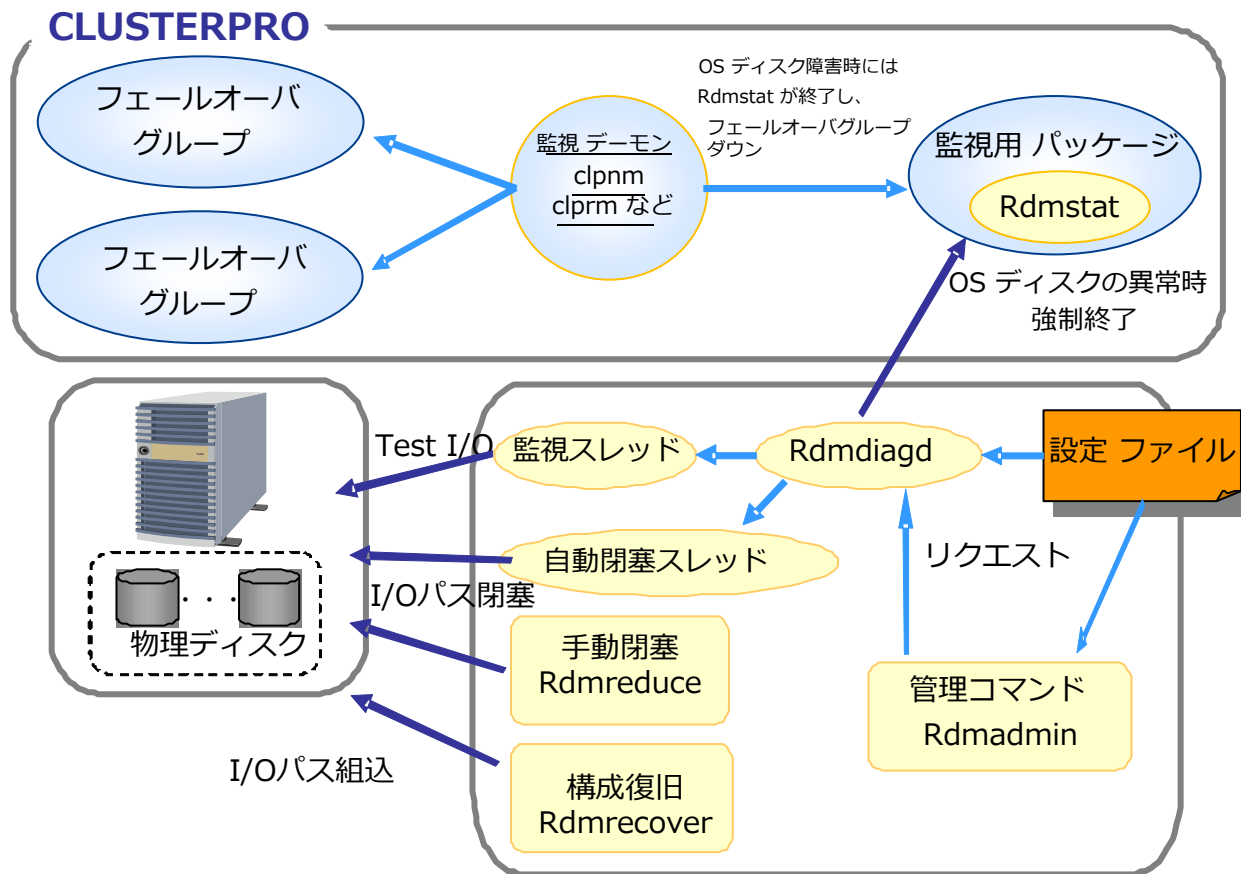 CLUSTERPRO
フェールオーバ
グループ
フェールオーバ
グループ
監視 デーモン
clpnm
clprm など
OS ディスク障害時には
Rdmstat が終了し、
フェールオーバグループ
ダウン
監視用 パッケージ
Rdmstat
OS ディスクの異常時
強制終了
Test I/O
監視スレッド
Rdmdiagd
設定 ファイル
自動閉塞スレッド
リクエスト
I/Oパス閉塞
・・・
物理ディスク
手動閉塞
Rdmreduce
管理コマンド
Rdmadmin
I/Oパス組込
構成復旧
Rdmrecover